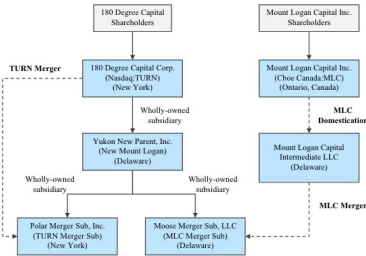 180 Degree Capital
Shareholders
Mount Logan Capital Inc.
Shareholders
TURN Merger
180 Degree Capital Corp.
(Nasdaq:TURN)
(New York)
Mount Logan Capital Inc.
(Cboe Canada:MLC)
(Ontario, Canada)
Wholly-owned
subsidiary
MLC
Domestication
Yukon New Parent, Inc.
(New Mount Logan)
(Delaware)
Mount Logan Capital
Intermediate LLC
(Delaware)
Wholly-owned
subsidiary
Wholly-owned
subsidiary
MLC Merger
Polar Merger Sub, Inc.
(TURN Merger Sub)
(New York)
Moose Merger Sub, LLC
(MLC Merger Sub)
(Delaware)